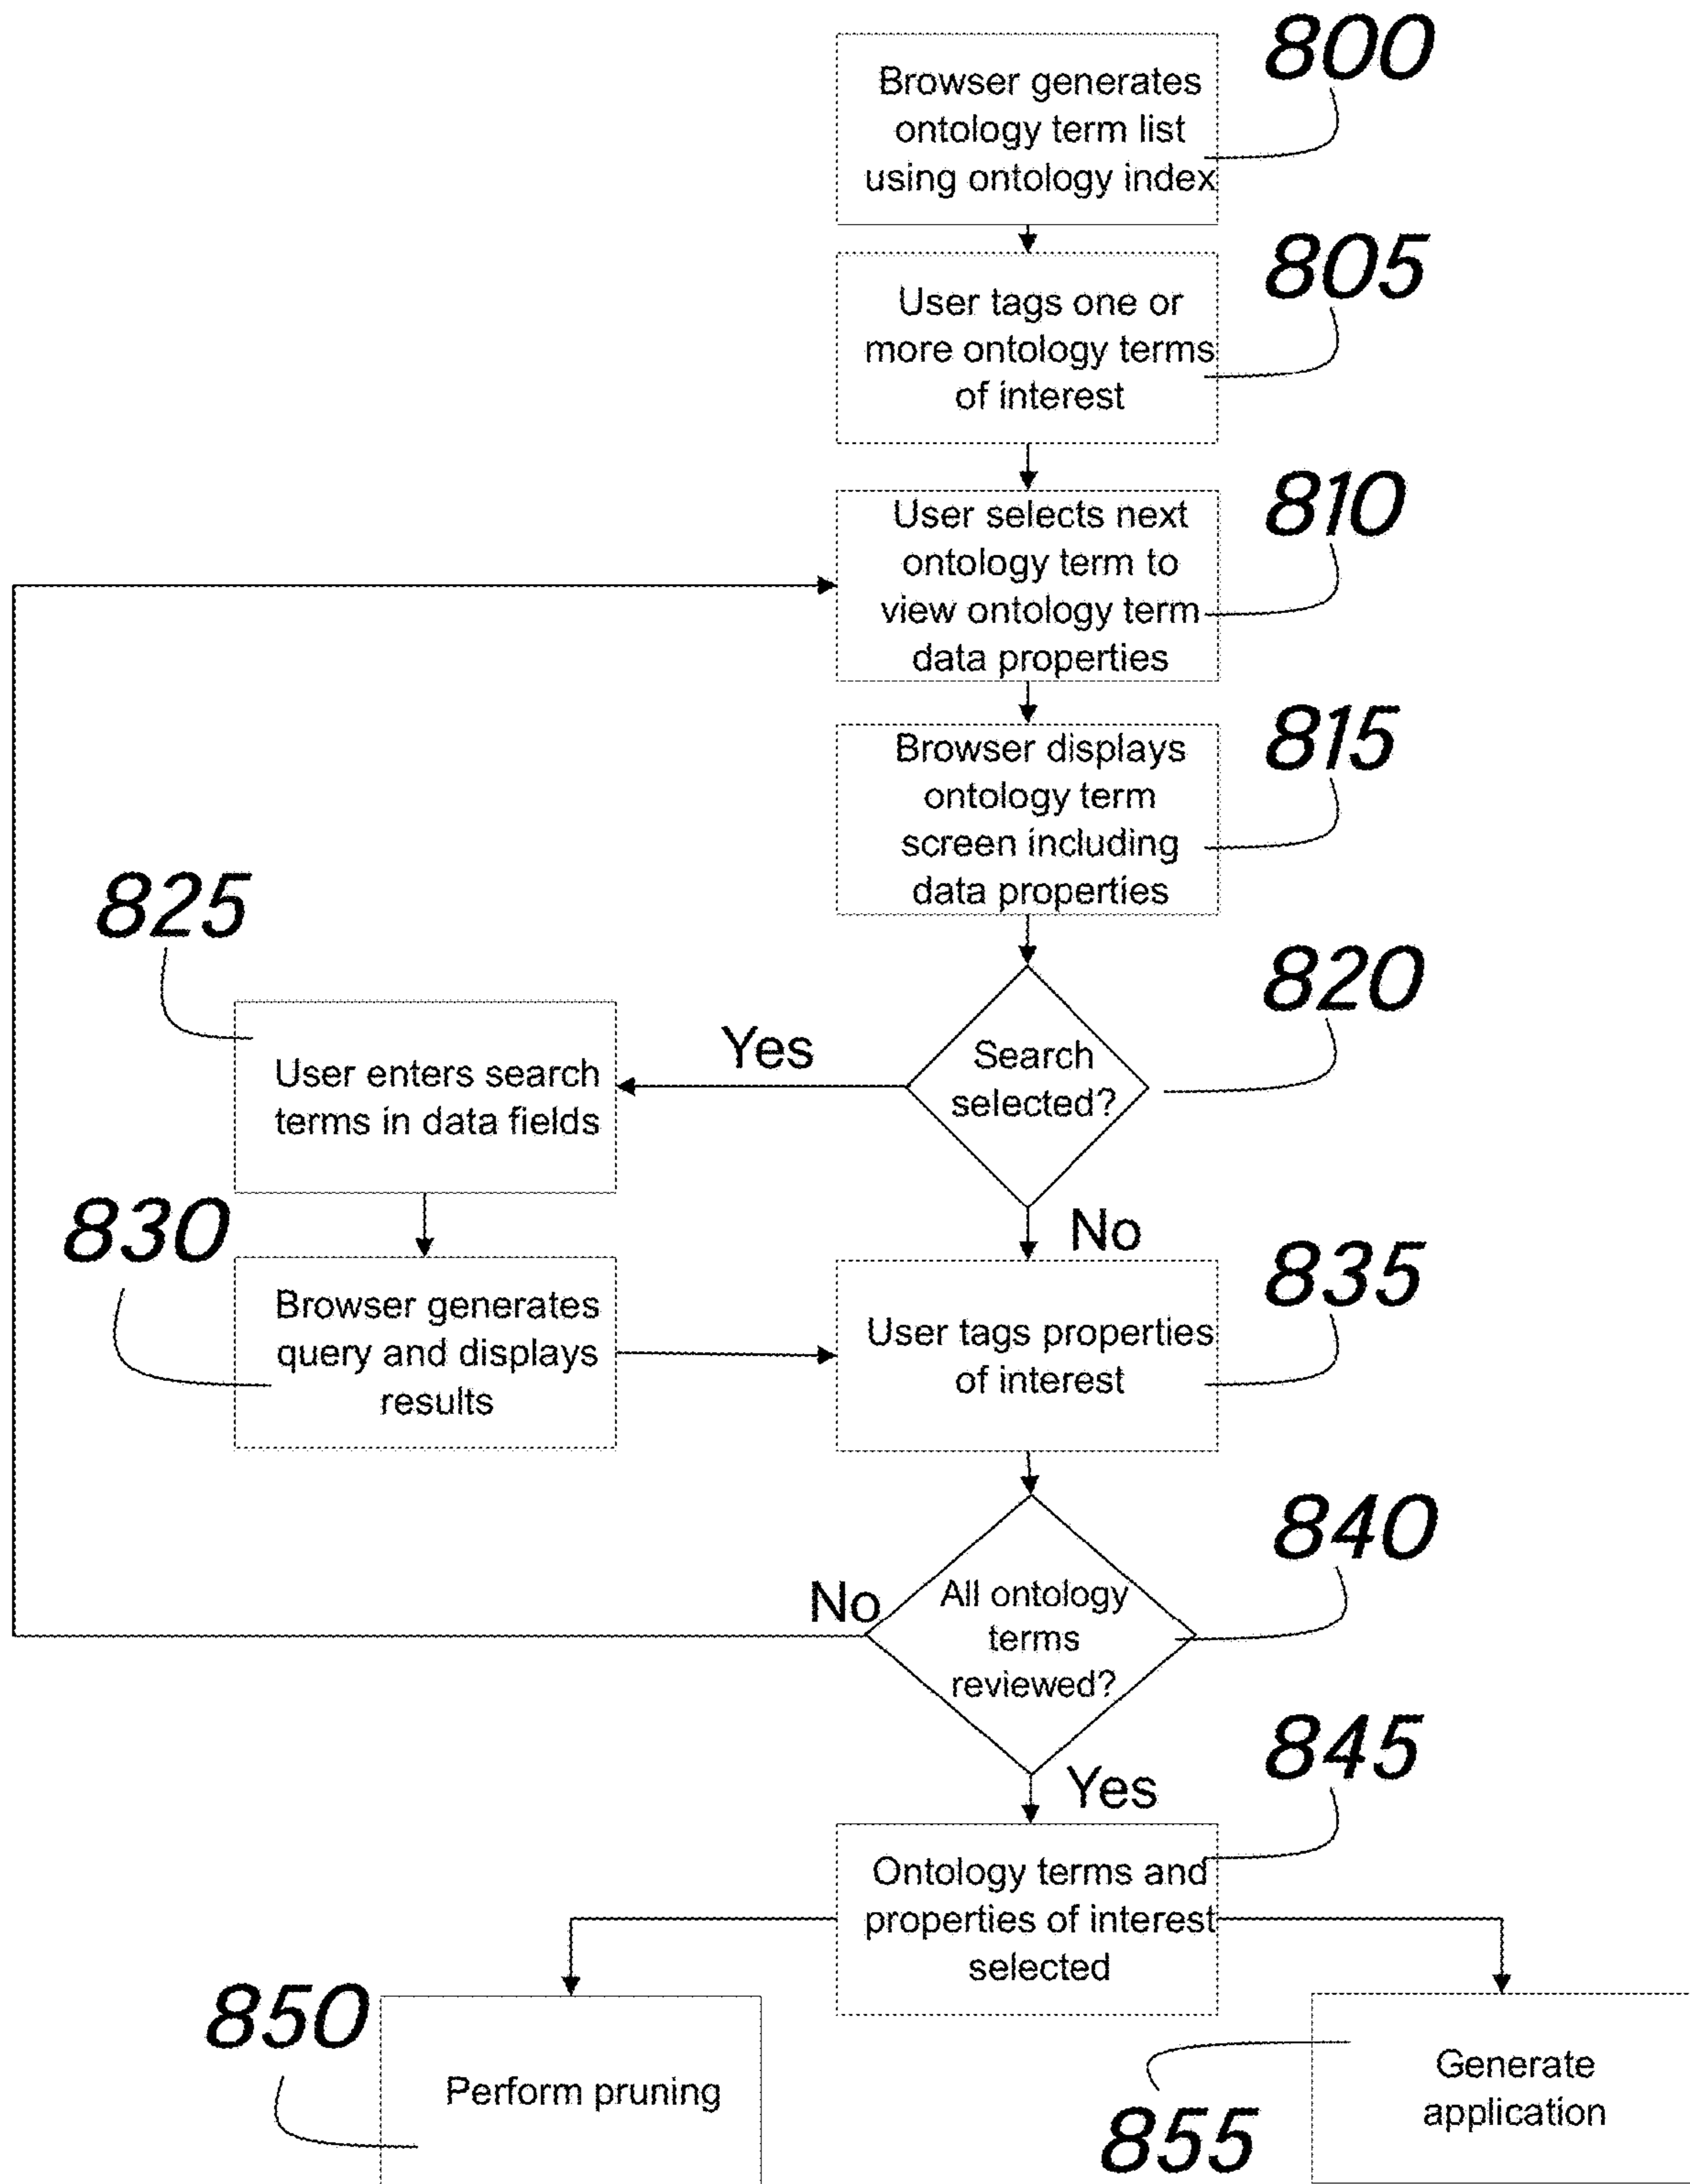 800
Browser generates
ontology term list
using ontology index
805
User tags one or
more ontology terms
of interest
810
User selects next
ontology term to
view ontology term
data properties
815
Browser displays
ontology term
screen including
data properties
820
Search
selected?
Yes
825
User enters search
terms in data fields
830
Browser generates
query and displays
results
No
835
User tags properties
of interest
840
All ontology
terms
reviewed?
No
Yes
845
Ontology terms and
properties of interest
selected
850
Perform pruning
855
Generate
application